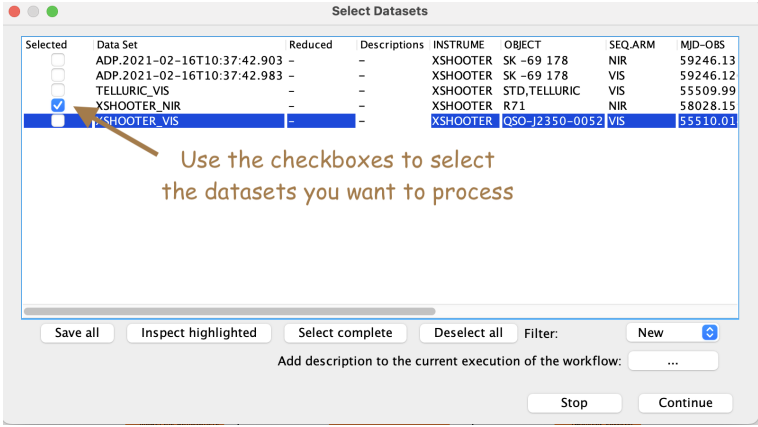 Select Datasets
Selected Data Set Reduced Descriptions INSTRUME OBJECT SEQ.ARM MJD-OBS
ADP.2021-02-16T10:37:42.903 - - XSHOOTER SK -69 178 NIR 59246.13
ADP.2021-02-16T10:37:42.983 - - XSHOOTER SK -69 178 VIS 59246.12
TELLURIC_VIS - - XSHOOTER STD,TELLURIC VIS 55509.99
XSHOOTER_NIR - - XSHOOTER R71 NIR 58028.15
XSHOOTER_VIS - - XSHOOTER QSO-J2350-0052 VIS 55510.01
Use the checkboxes to select
the datasets you want to process
Save all Inspect highlighted Select complete Deselect all Filter: New
Add description to the current execution of the workflow: ...
Stop Continue